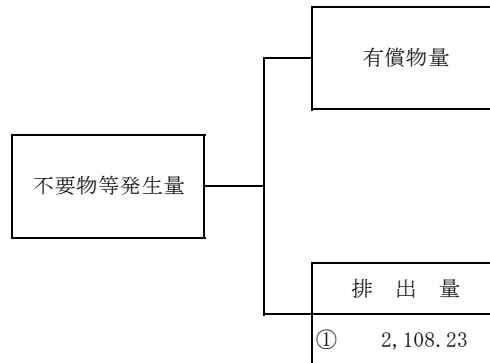 有償物量
不要物等発生量
排　出　量
①　2,108.23